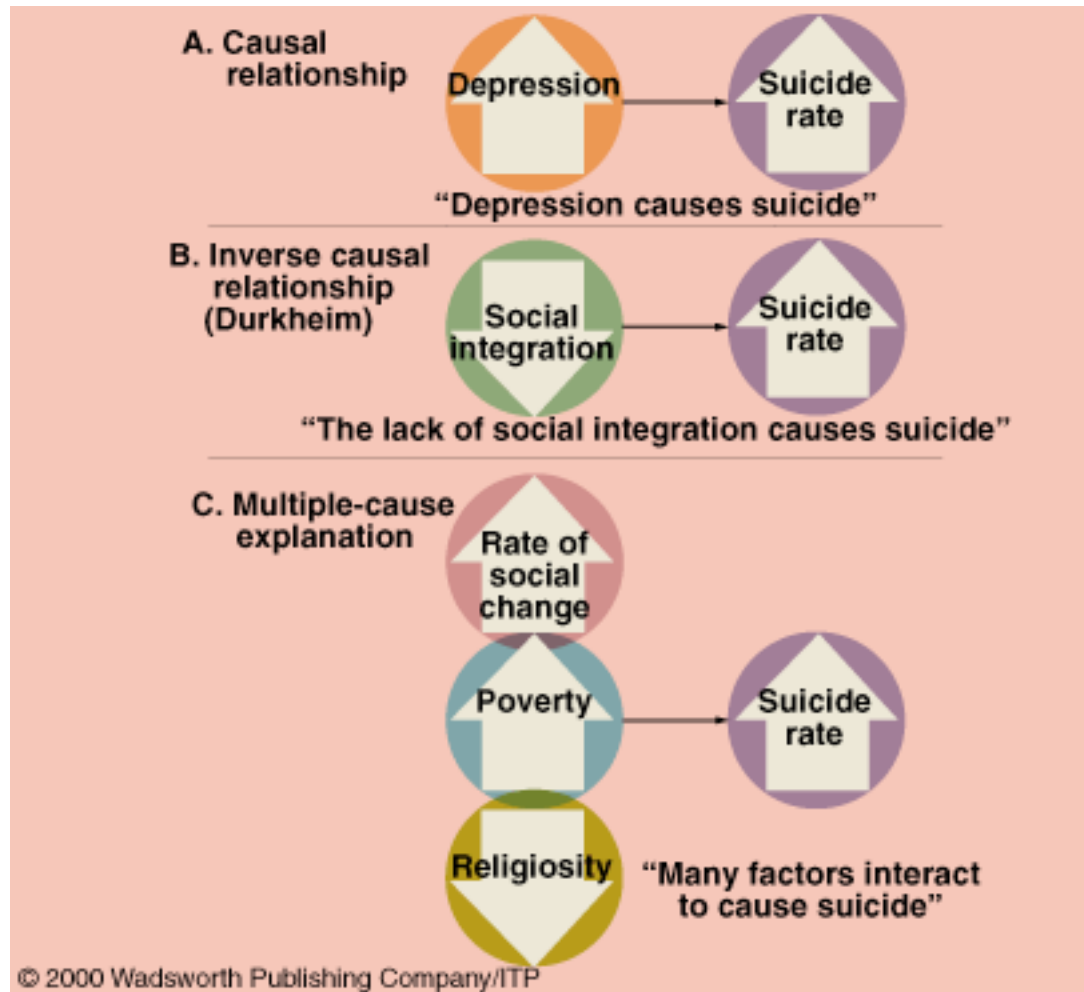 A. Causal
relationship
Depression
Suicide
rate
“Depression causes suicide”
B. Inverse causal
relationship
(Durkheim)
Social
integration
Suicide
rate
“The lack of social integration causes suicide”
C. Multiple-cause
explanation
Rate of
social
change
Poverty
Suicide
rate
Religiosity
“Many factors interact
to cause suicide”
© 2000 Wadsworth Publishing Company/ITP